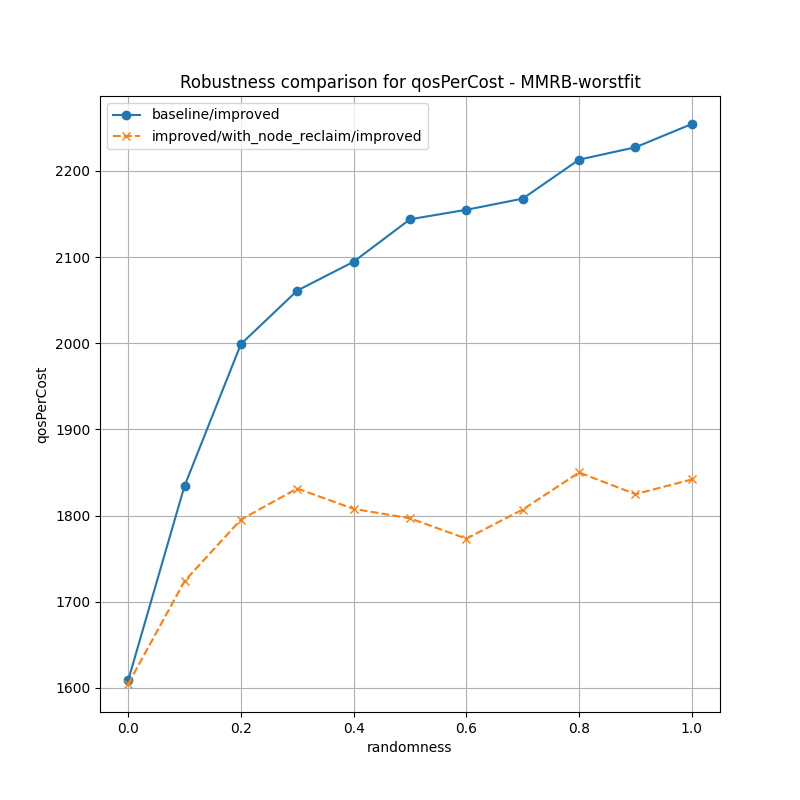 Robustness comparison for qosPerCost - MMRB-worstfit
baseline/improved
improved/with_node_reclaim/improved
qosPerCost
2200
2100
2000
1900
1800
1700
1600
0.0 0.2 0.4 0.6 0.8 1.0
randomness